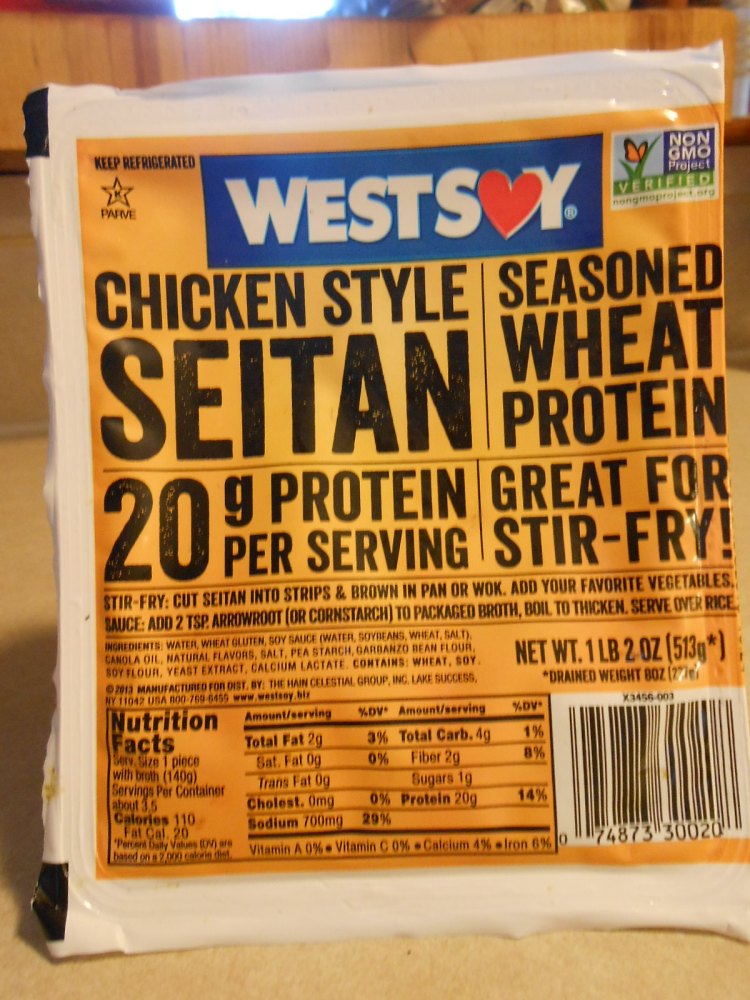 KEEP REFRIGERATED
K
PARVE
WESTSOY®
NON
GMO
Project
VERIFIED
nongmoproject.org
CHICKEN STYLE
SEITAN
SEASONED
WHEAT
PROTEIN
20g PROTEIN
PER SERVING
GREAT FOR
STIR-FRY!
STIR-FRY: CUT SEITAN INTO STRIPS & BROWN IN PAN OR WOK. ADD YOUR FAVORITE VEGETABLES.
SAUCE: ADD 2 TSP. ARROWROOT (OR CORNSTARCH) TO PACKAGED BROTH, BOIL TO THICKEN. SERVE OVER RICE.
INGREDIENTS: WATER, WHEAT GLUTEN, SOY SAUCE (WATER, SOYBEANS, WHEAT, SALT),
CANOLA OIL, NATURAL FLAVORS, SALT, PEA STARCH, GARBANZO BEAN FLOUR,
SOY FLOUR, YEAST EXTRACT, CALCIUM LACTATE. CONTAINS: WHEAT, SOY.
© 2013 MANUFACTURED FOR DIST. BY: THE HAIN CELESTIAL GROUP, INC. LAKE SUCCESS,
NY 11042 USA 800-769-6455 www.westsoy.biz
NET WT. 1 LB 2 OZ (513g*)
*DRAINED WEIGHT 8OZ (227g)
X3456-003
Nutrition
Facts
Serv. Size 1 piece
with broth (140g)
Servings Per Container
about 3.5
Calories 110
Fat Cal. 20
*Percent Daily Values (DV) are
based on a 2,000 calorie diet.
Amount/serving %DV* Amount/serving %DV*
Total Fat 2g 3% Total Carb. 4g 1%
Sat. Fat 0g 0% Fiber 2g 8%
Trans Fat 0g Sugars 1g
Cholest. 0mg 0% Protein 20g 14%
Sodium 700mg 29%
Vitamin A 0% • Vitamin C 0% • Calcium 4% • Iron 6%
0 74873 30020